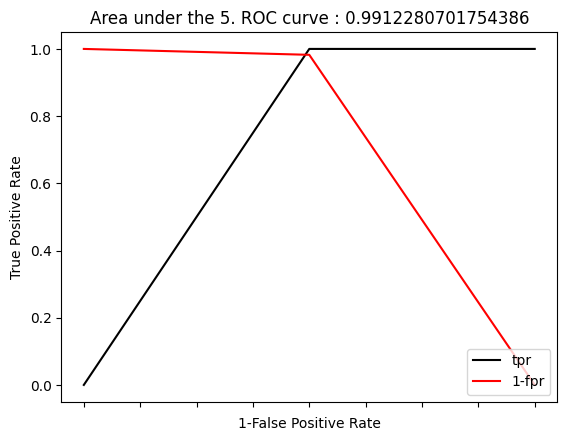 Area under the 5. ROC curve : 0.9912280701754386
True Positive Rate
1.0
0.8
0.6
0.4
0.2
0.0
tpr
1-fpr
1-False Positive Rate